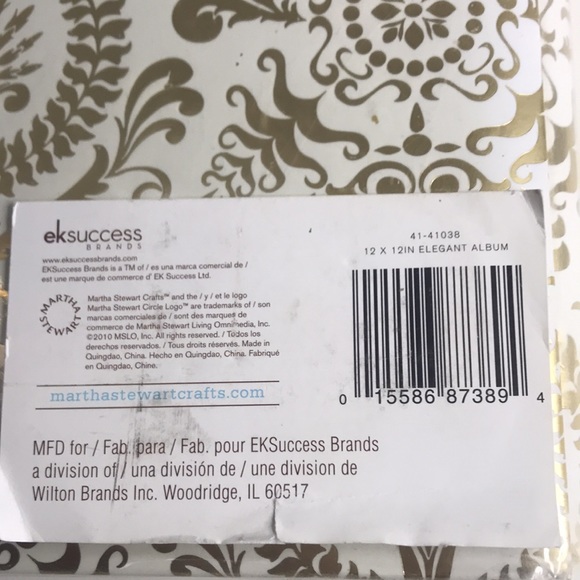 eksuccess
BRANDS
www.eksuccessbrands.com
EKSuccess Brands is a TM of / es una marca comercial de /
est une marque de commerce d' EK Success Ltd.
MARTHA STEWART
Martha Stewart Crafts™ and the / y / et le logo
Martha Stewart Circle Logo™ are trademarks of / son
marcas comerciales de / sont des marques de
commerce de Martha Stewart Living Omnimedia, Inc.
©2010 MSLO, Inc. All rights reserved. / Todos los
derechos reservados. / Tous droits réservés. Made in
Quingdao, China. Hecho en Quingdao, China. Fabriqué
en Quingdao, Chine.
marthastewartcrafts.com
MFD for / Fab. para / Fab. pour EKSuccess Brands
a division of / una división de / une division de
Wilton Brands Inc. Woodridge, IL 60517
41-41038
12 X 12IN ELEGANT ALBUM
0 15586 87389 4